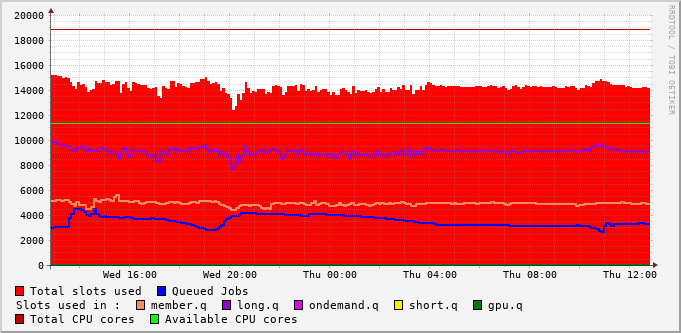 RRDTOOL / TOBI OETIKER
20000
18000
16000
14000
12000
10000
8000
6000
4000
2000
0
Wed 16:00 Wed 20:00 Thu 00:00 Thu 04:00 Thu 08:00 Thu 12:00
Total slots used Queued Jobs
Slots used in : member.q long.q ondemand.q short.q gpu.q
Total CPU cores Available CPU cores